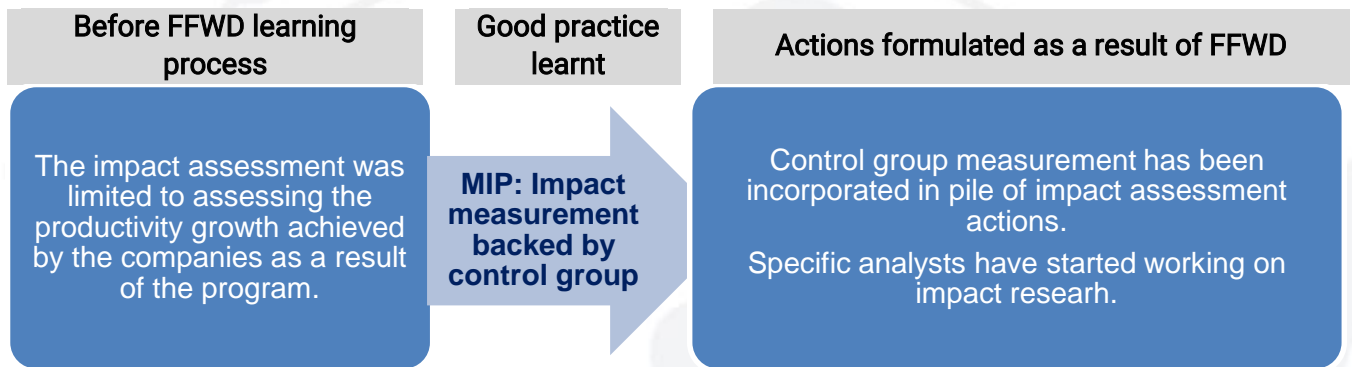 Before FFWD learning
process
Good practice
learnt
Actions formulated as a result of FFWD
The impact assessment was
limited to assessing the
productivity growth achieved
by the companies as a result
of the program.
MIP: Impact
measurement
backed by
control group
Control group measurement has been
incorporated in pile of impact assessment
actions.
Specific analysts have started working on
impact researh.